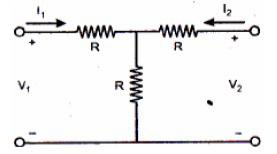 I₁ I₂
+ R R +
V₁ R V₂
− −